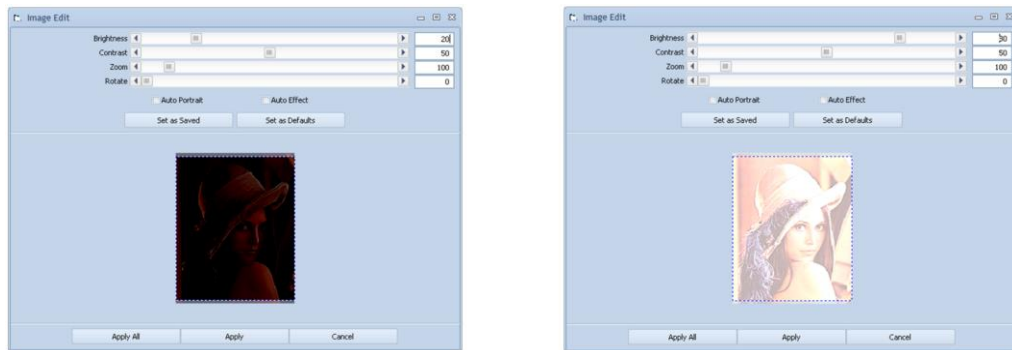 Image Edit
Brightness 20
Contrast 50
Zoom 100
Rotate 0
Auto Portrait Auto Effect
Set as Saved Set as Defaults
Apply All Apply Cancel
Image Edit
Brightness
Contrast 50
Zoom 100
Rotate 0
Auto Portrait Auto Effect
Set as Saved Set as Defaults
Apply All Apply Cancel